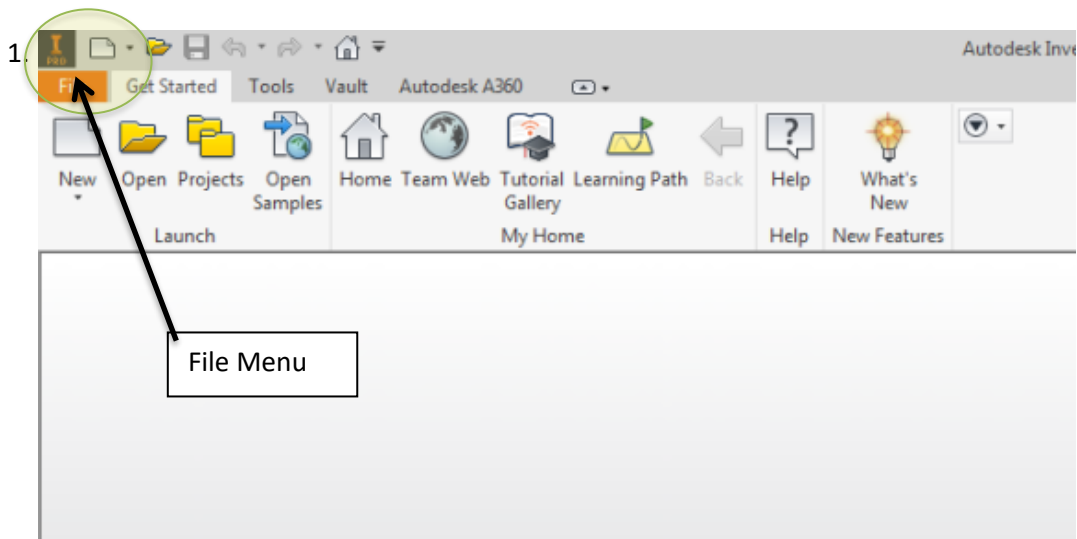 1.
I
PRO
Autodesk Inve
File Get Started Tools Vault Autodesk A360
New Open Projects Open Samples Home Team Web Tutorial Gallery Learning Path Back Help What's New
Launch My Home Help New Features
File Menu